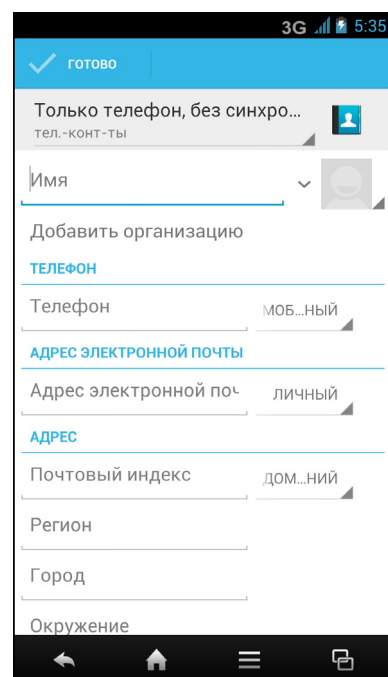 3G 5:35
ГОТОВО
Только телефон, без синхро...
тел.-конт-ты
Имя
Добавить организацию
ТЕЛЕФОН
Телефон МОБ...НЫЙ
АДРЕС ЭЛЕКТРОННОЙ ПОЧТЫ
Адрес электронной поч ЛИЧНЫЙ
АДРЕС
Почтовый индекс ДОМ...НИЙ
Регион
Город
Окружение